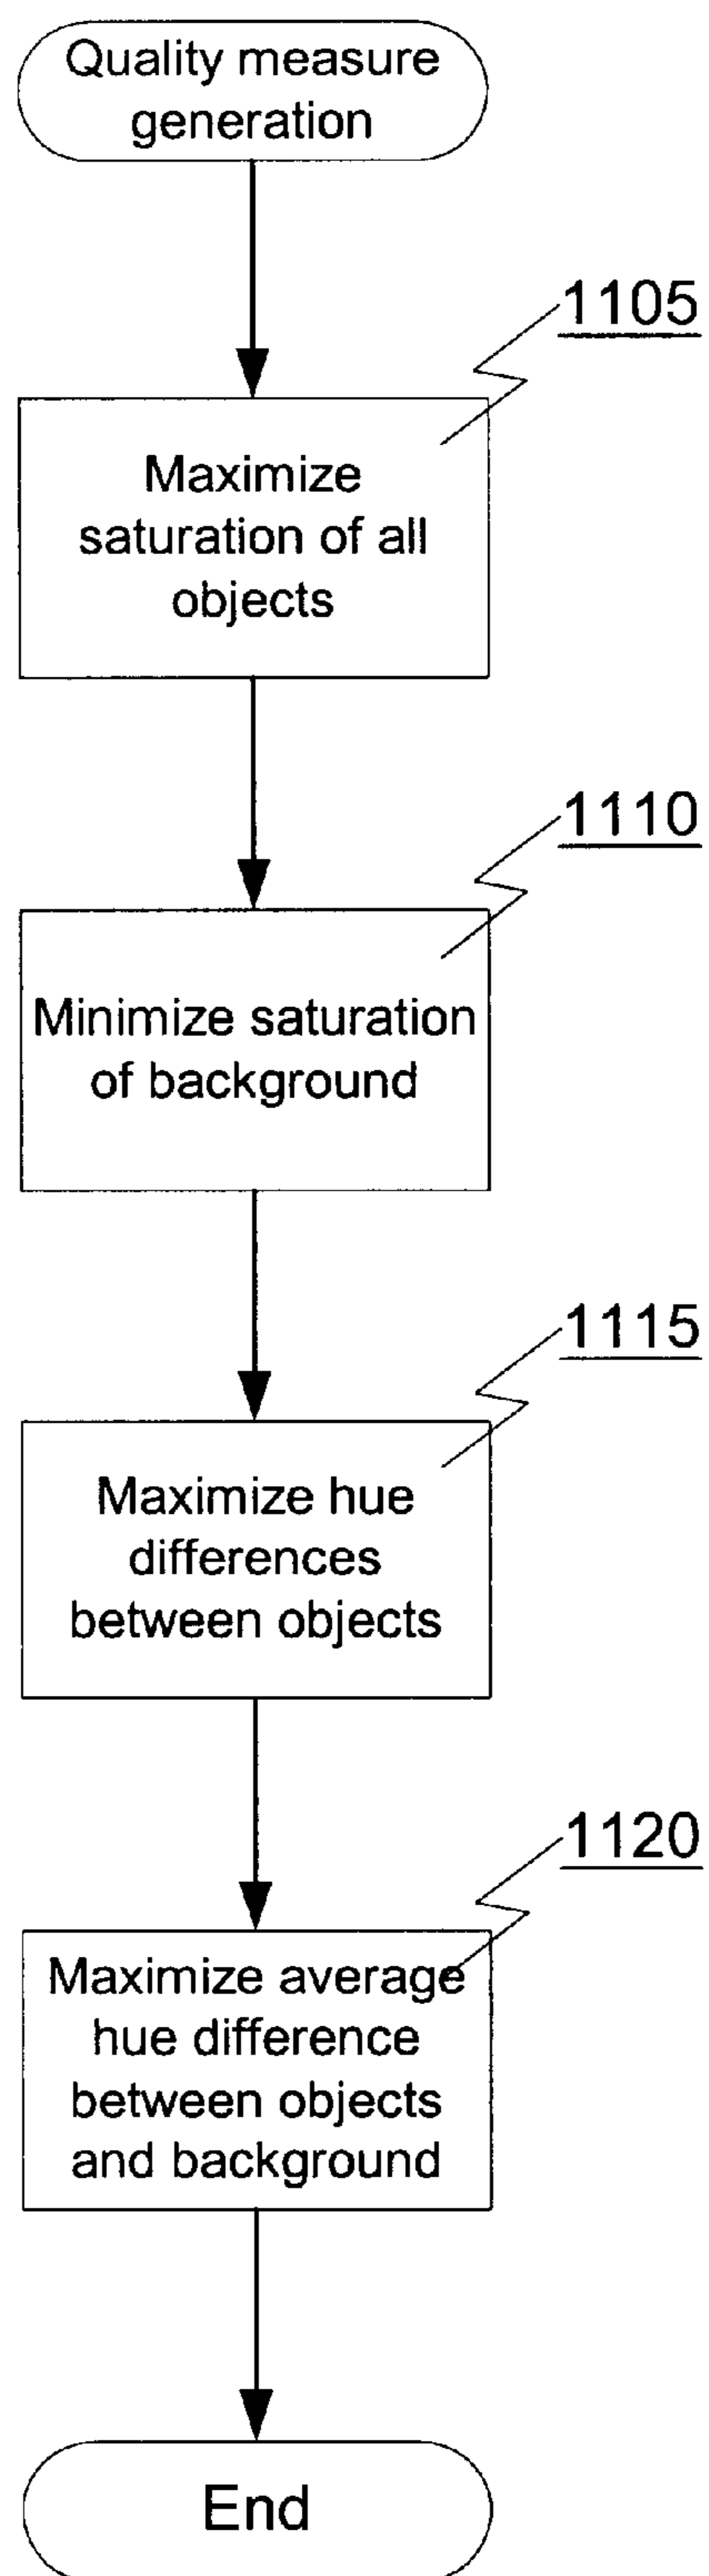 Quality measure
generation
1105
Maximize
saturation of all
objects
1110
Minimize saturation
of background
1115
Maximize hue
differences
between objects
1120
Maximize average
hue difference
between objects
and background
End